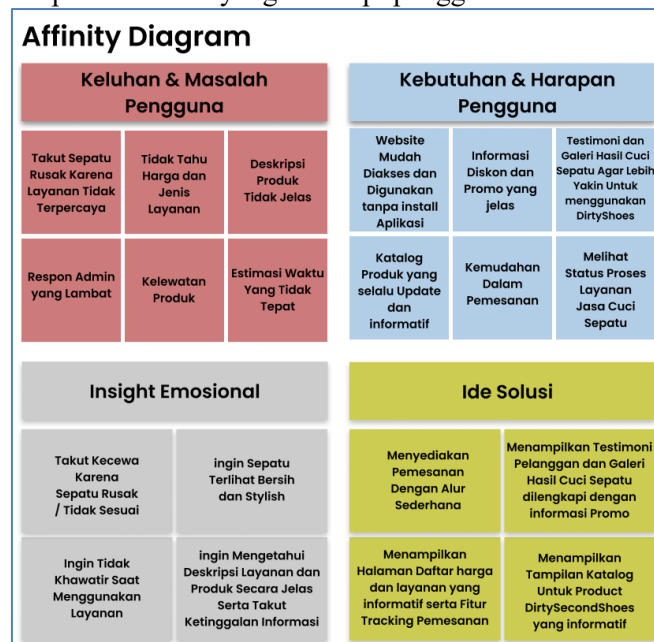 Affinity Diagram
Keluhan & Masalah
Pengguna
Kebutuhan & Harapan
Pengguna
Takut Sepatu
Rusak Karena
Layanan Tidak
Terpercaya
Tidak Tahu
Harga dan
Jenis
Layanan
Deskripsi
Produk
Tidak Jelas
Website
Mudah
Diakses dan
Digunakan
tanpa install
Aplikasi
Informasi
Diskon dan
Promo yang
jelas
Testimoni dan
Galeri Hasil Cuci
Sepatu Agar Lebih
Yakin Untuk
menggunakan
DirtyShoes
Respon Admin
yang Lambat
Kelewatan
Produk
Estimasi Waktu
Yang Tidak
Tepat
Katalog
Produk yang
selalu Update
dan
informatif
Kemudahan
Dalam
Pemesanan
Melihat
Status Proses
Layanan
Jasa Cuci
Sepatu
Insight Emosional
Ide Solusi
Takut Kecewa
Karena
Sepatu Rusak
/ Tidak Sesuai
ingin Sepatu
Terlihat Bersih
dan Stylish
Menyediakan
Pemesanan
Dengan Alur
Sederhana
Menampilkan Testimoni
Pelanggan dan Galeri
Hasil Cuci Sepatu
dilengkapi dengan
informasi Promo
Ingin Tidak
Khawatir Saat
Menggunakan
Layanan
ingin Mengetahui
Deskripsi Layanan dan
Produk Secara Jelas
Serta Takut
Ketinggalan Informasi
Menampilkan
Halaman Daftar harga
dan layanan yang
informatif serta Fitur
Tracking Pemesanan
Menampilkan
Tampilan Katalog
Untuk Product
DirtySecondShoes
yang informatif